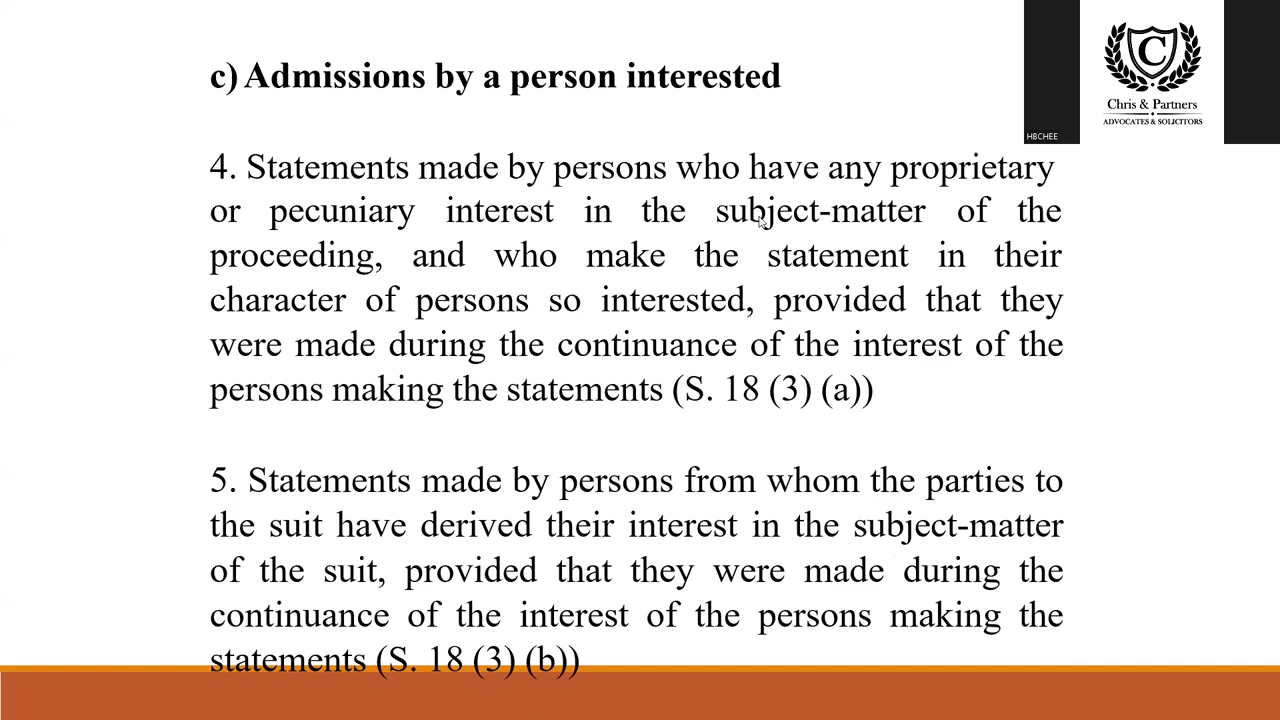 c) Admissions by a person interested
HBCHEE
C
Chris & Partners
ADVOCATES & SOLICITORS
4. Statements made by persons who have any proprietary
or pecuniary interest in the subject-matter of the
proceeding, and who make the statement in their
character of persons so interested, provided that they
were made during the continuance of the interest of the
persons making the statements (S. 18 (3) (a))
5. Statements made by persons from whom the parties to
the suit have derived their interest in the subject-matter
of the suit, provided that they were made during the
continuance of the interest of the persons making the
statements (S. 18 (3) (b))